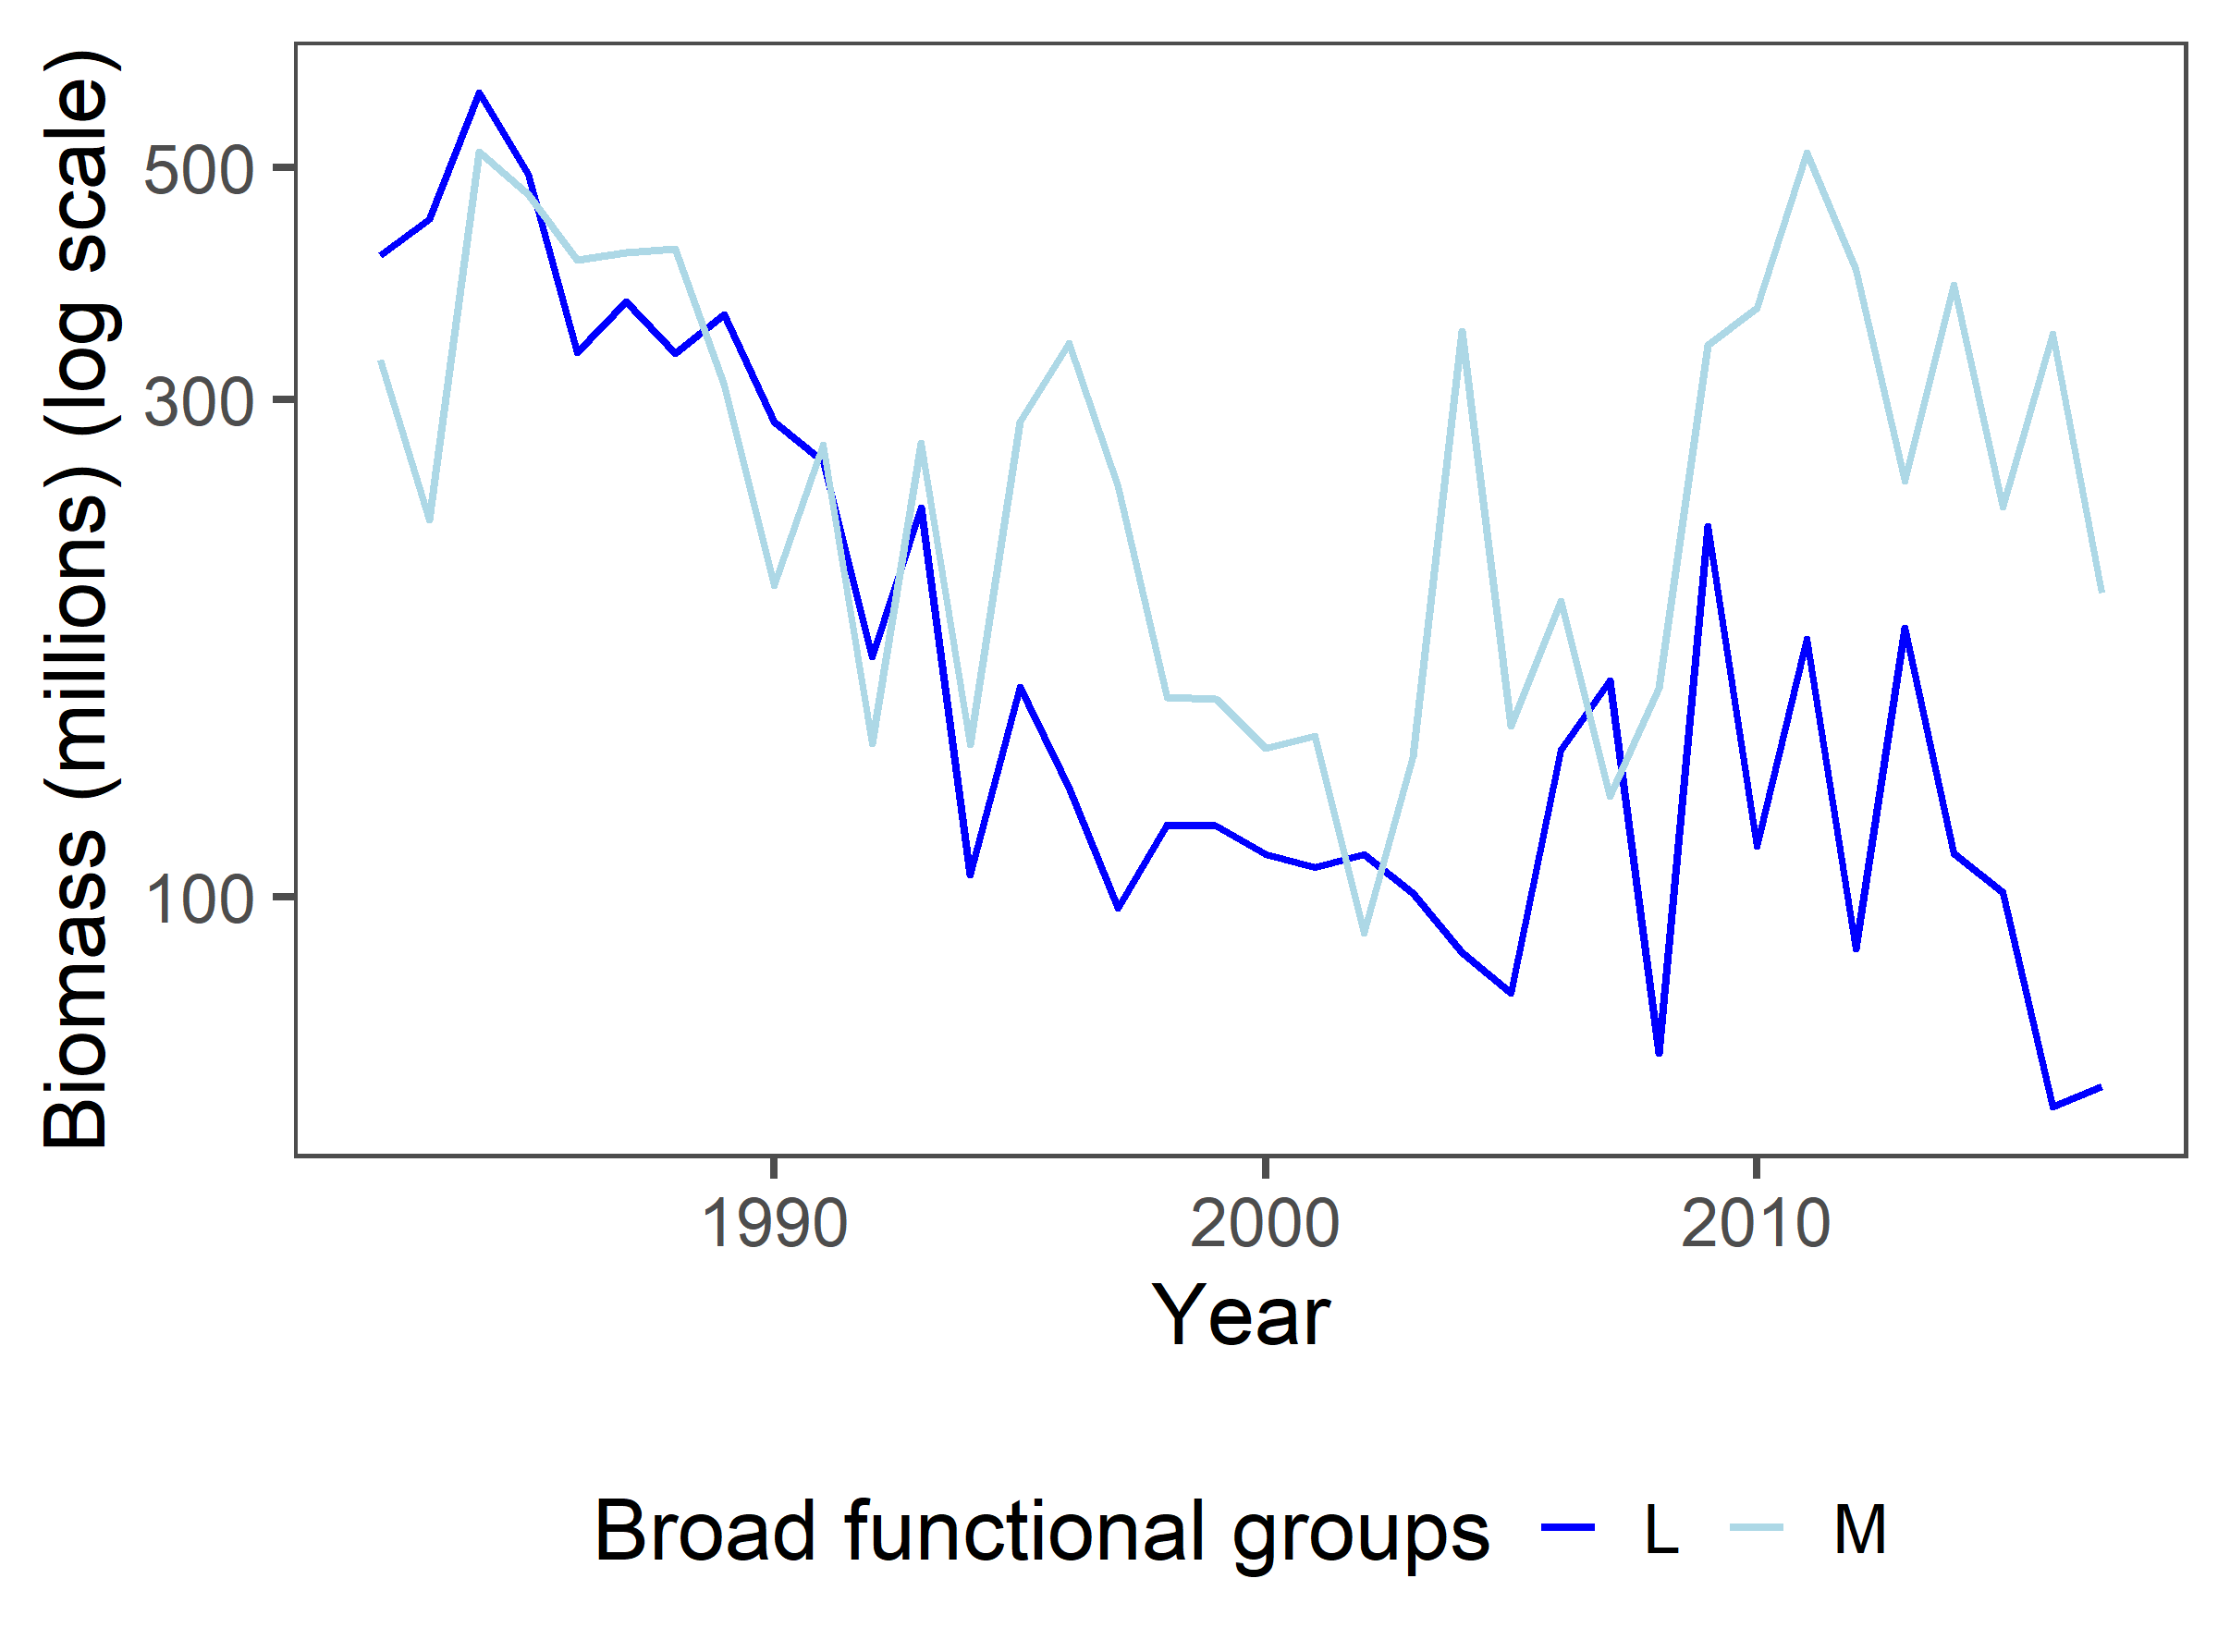 Biomass (millions) (log scale)
500
300
100
1990 2000 2010
Year
Broad functional groups L M